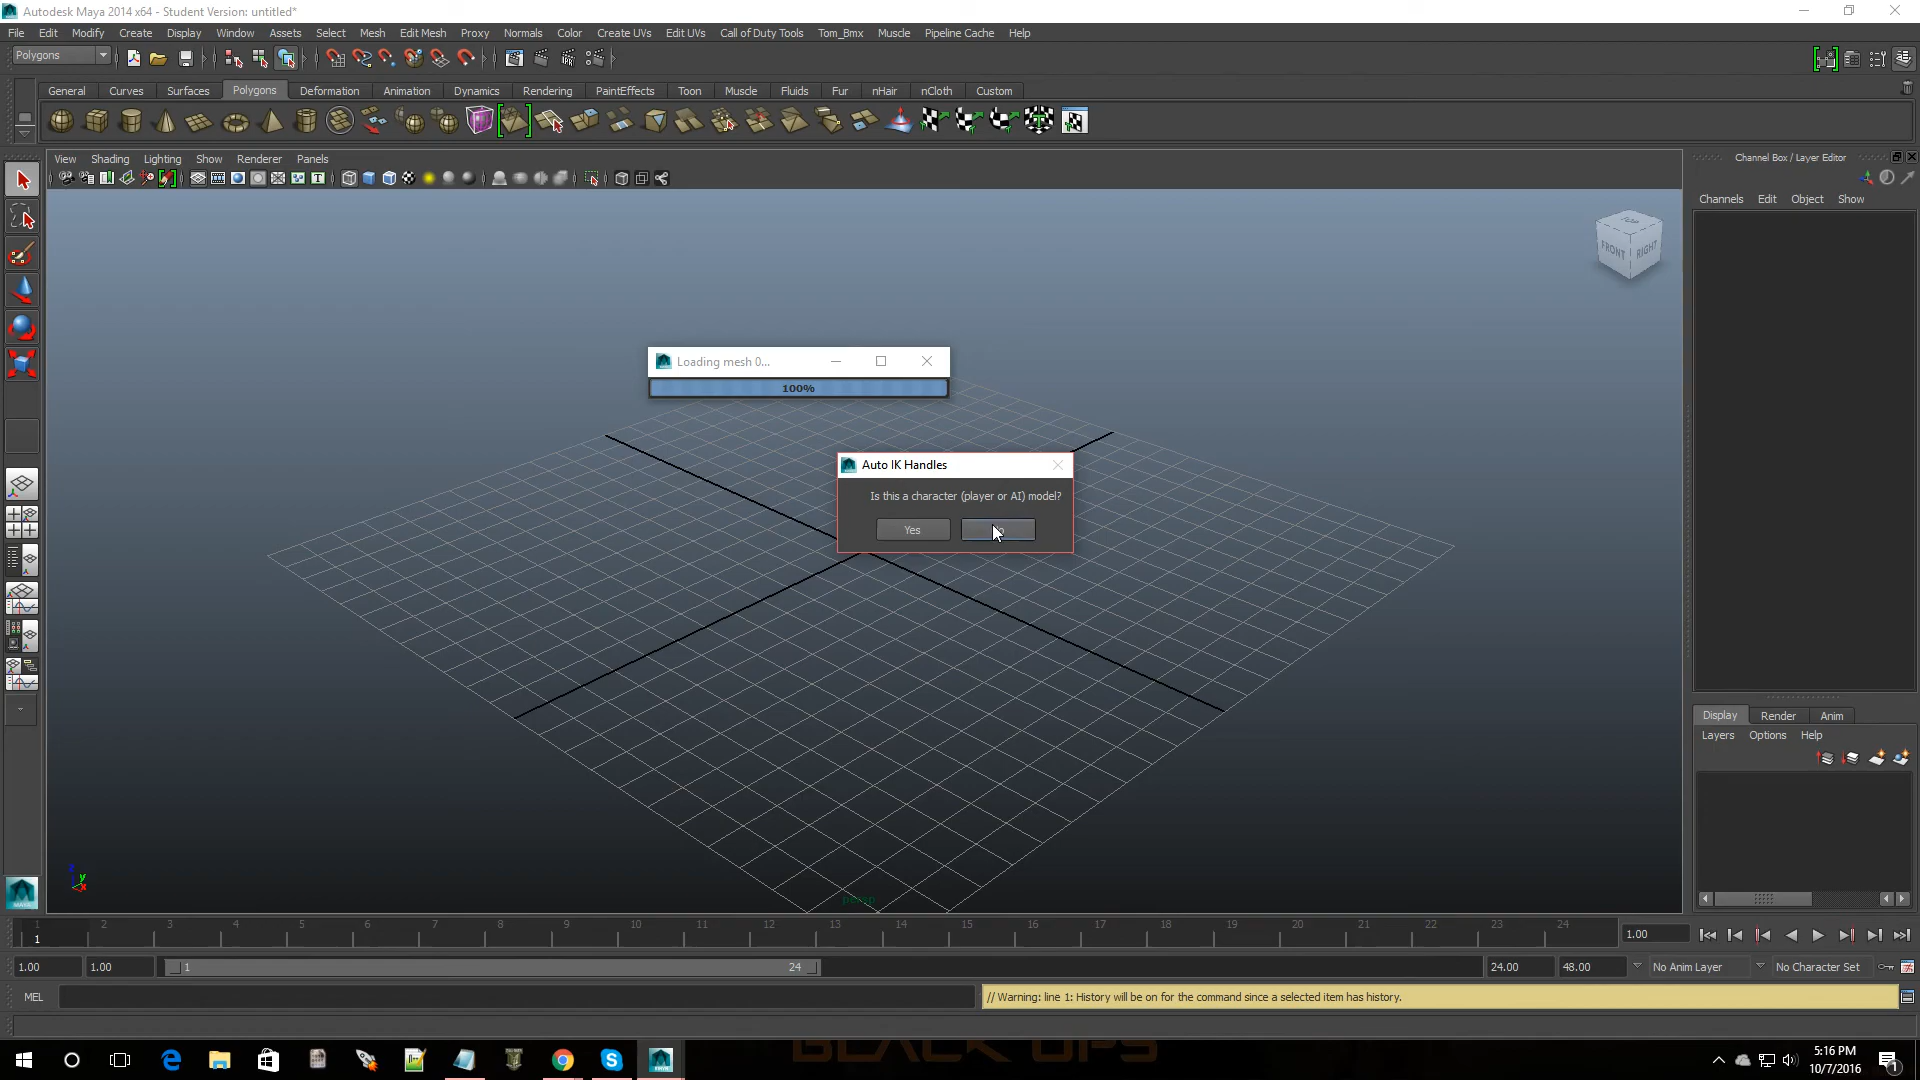 Autodesk Maya 2014 x64 - Student Version: untitled*
File Edit Modify Create Display Window Assets Select Mesh Edit Mesh Proxy Normals Color Create UVs Edit UVs Call of Duty Tools Tom_Bmx Muscle Pipeline Cache Help
Polygons
General Curves Surfaces Polygons Deformation Animation Dynamics Rendering PaintEffects Toon Muscle Fluids Fur nHair nCloth Custom
View Shading Lighting Show Renderer Panels
Channel Box / Layer Editor
Channels Edit Object Show
TOP
FRONT RIGHT
Loading mesh 0...
100%
Auto IK Handles
Is this a character (player or AI) model?
Yes
Display Render Anim
Layers Options Help
y
x
persp
1 2 3 4 5 6 7 8 9 10 11 12 13 14 15 16 17 18 19 20 21 22 23 24
1
1.00
1.00 1.00 1 24 24.00 48.00 No Anim Layer No Character Set
MEL // Warning: line 1: History will be on for the command since a selected item has history.
BLACK OPS
5:16 PM
10/7/2016
1